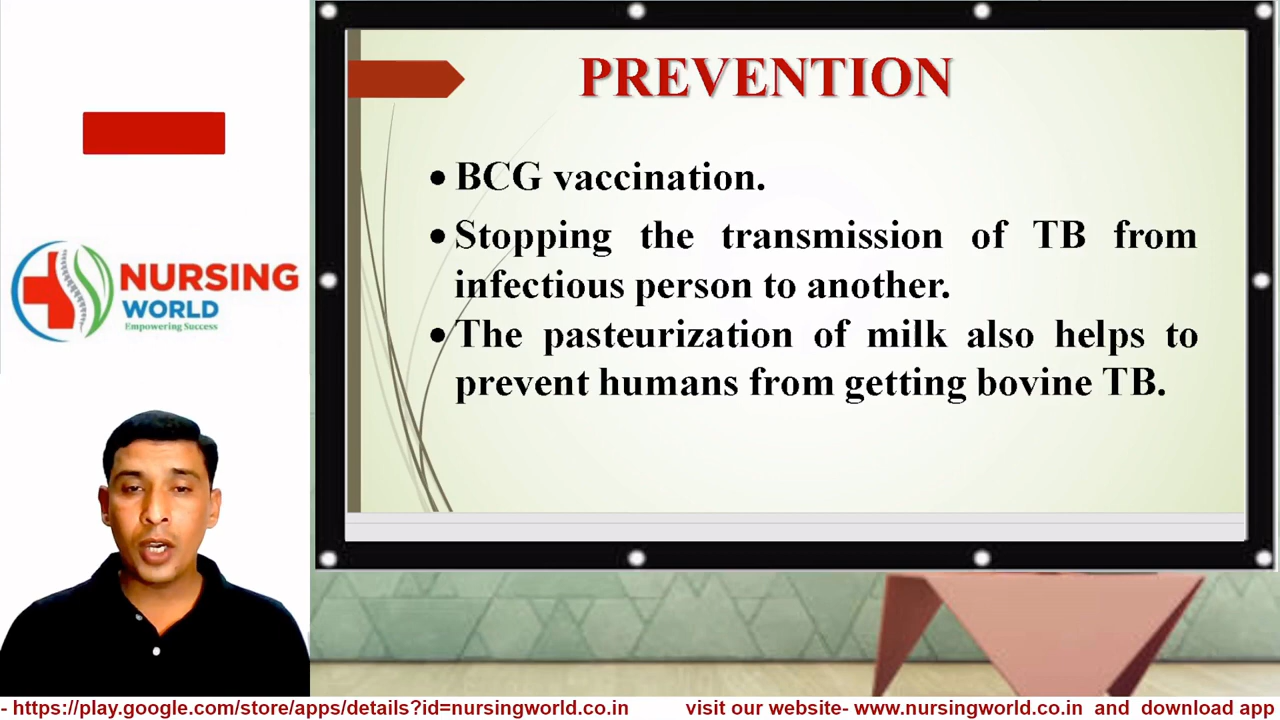 PREVENTION
• BCG vaccination.
• Stopping the transmission of TB from
infectious person to another.
• The pasteurization of milk also helps to
prevent humans from getting bovine TB.
NURSING
WORLD
Empowering Success
- https://play.google.com/store/apps/details?id=nursingworld.co.in visit our website- www.nursingworld.co.in and download app